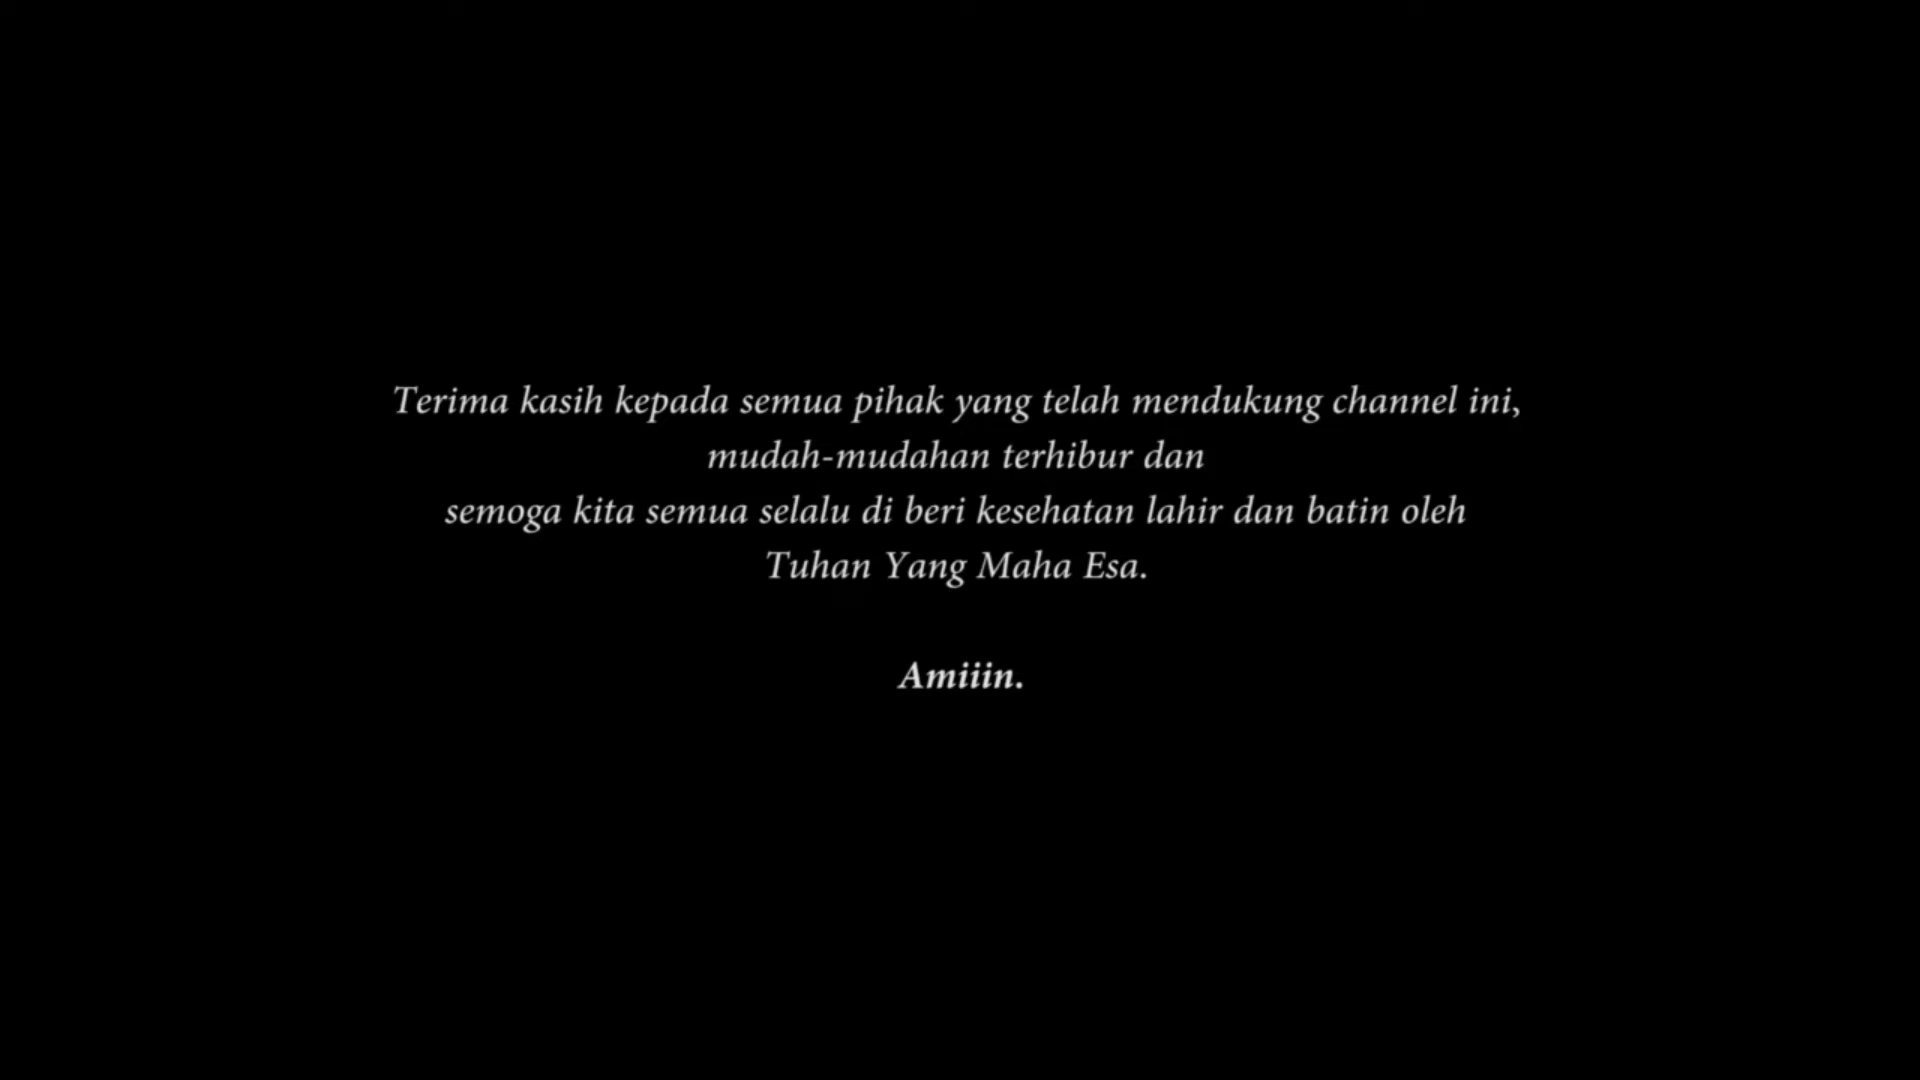 Terima kasih kepada semua pihak yang telah mendukung channel ini,
mudah-mudahan terhibur dan
semoga kita semua selalu di beri kesehatan lahir dan batin oleh
Tuhan Yang Maha Esa.
Amiiin.